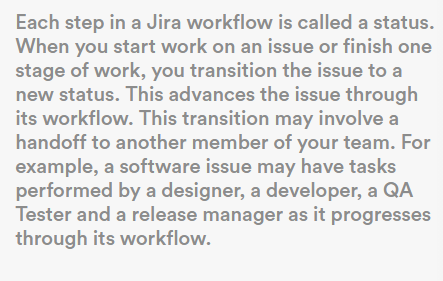 Each step in a Jira workflow is called a status.
When you start work on an issue or finish one
stage of work, you transition the issue to a
new status. This advances the issue through
its workflow. This transition may involve a
handoff to another member of your team. For
example, a software issue may have tasks
performed by a designer, a developer, a QA
Tester and a release manager as it progresses
through its workflow.